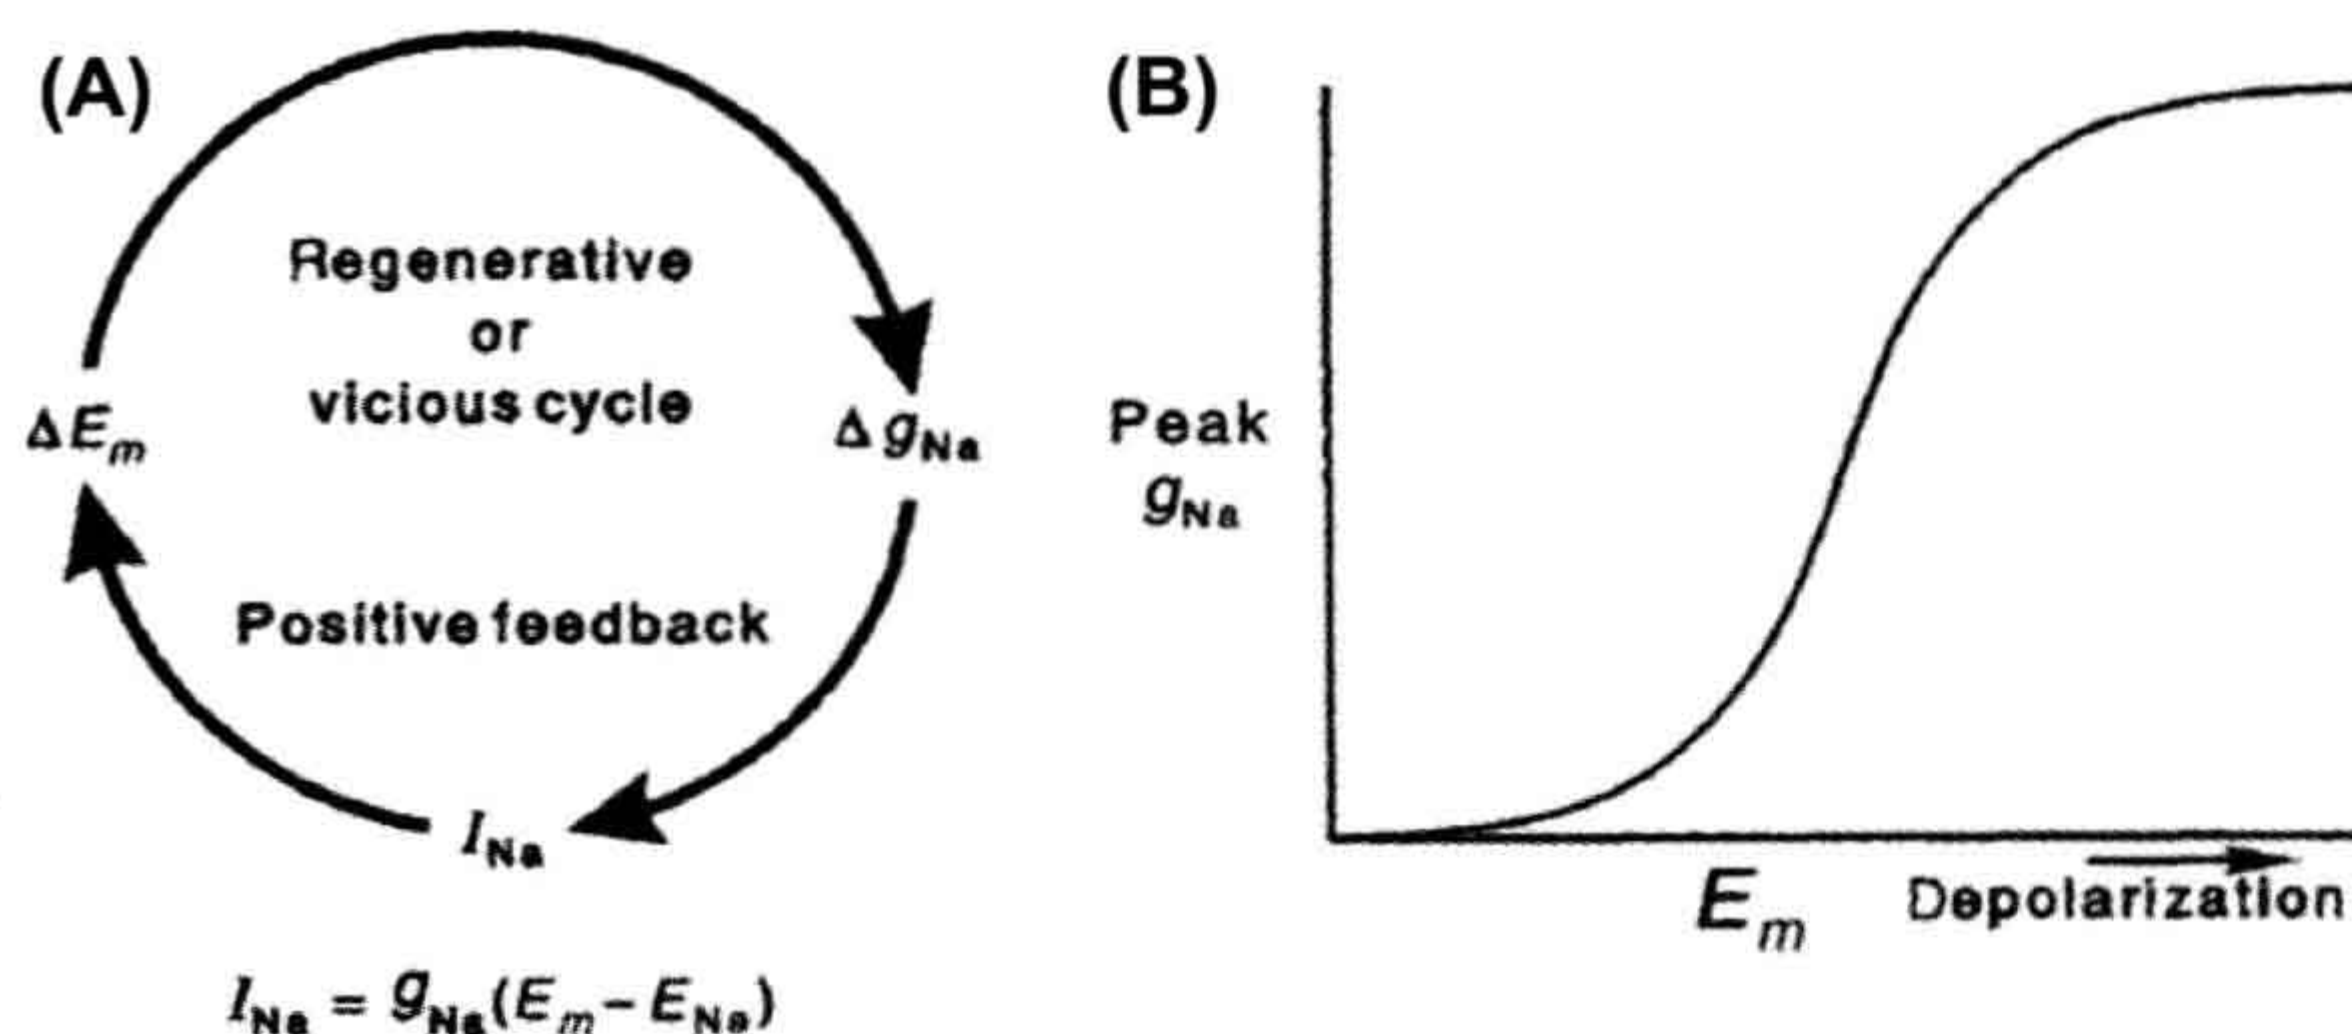 (A)
Regenerative
or
vicious cycle
ΔEm
ΔgNa
Positive feedback
INa
INa = gNa(Em–ENa)
(B)
Peak
gNa
Em
Depolarization